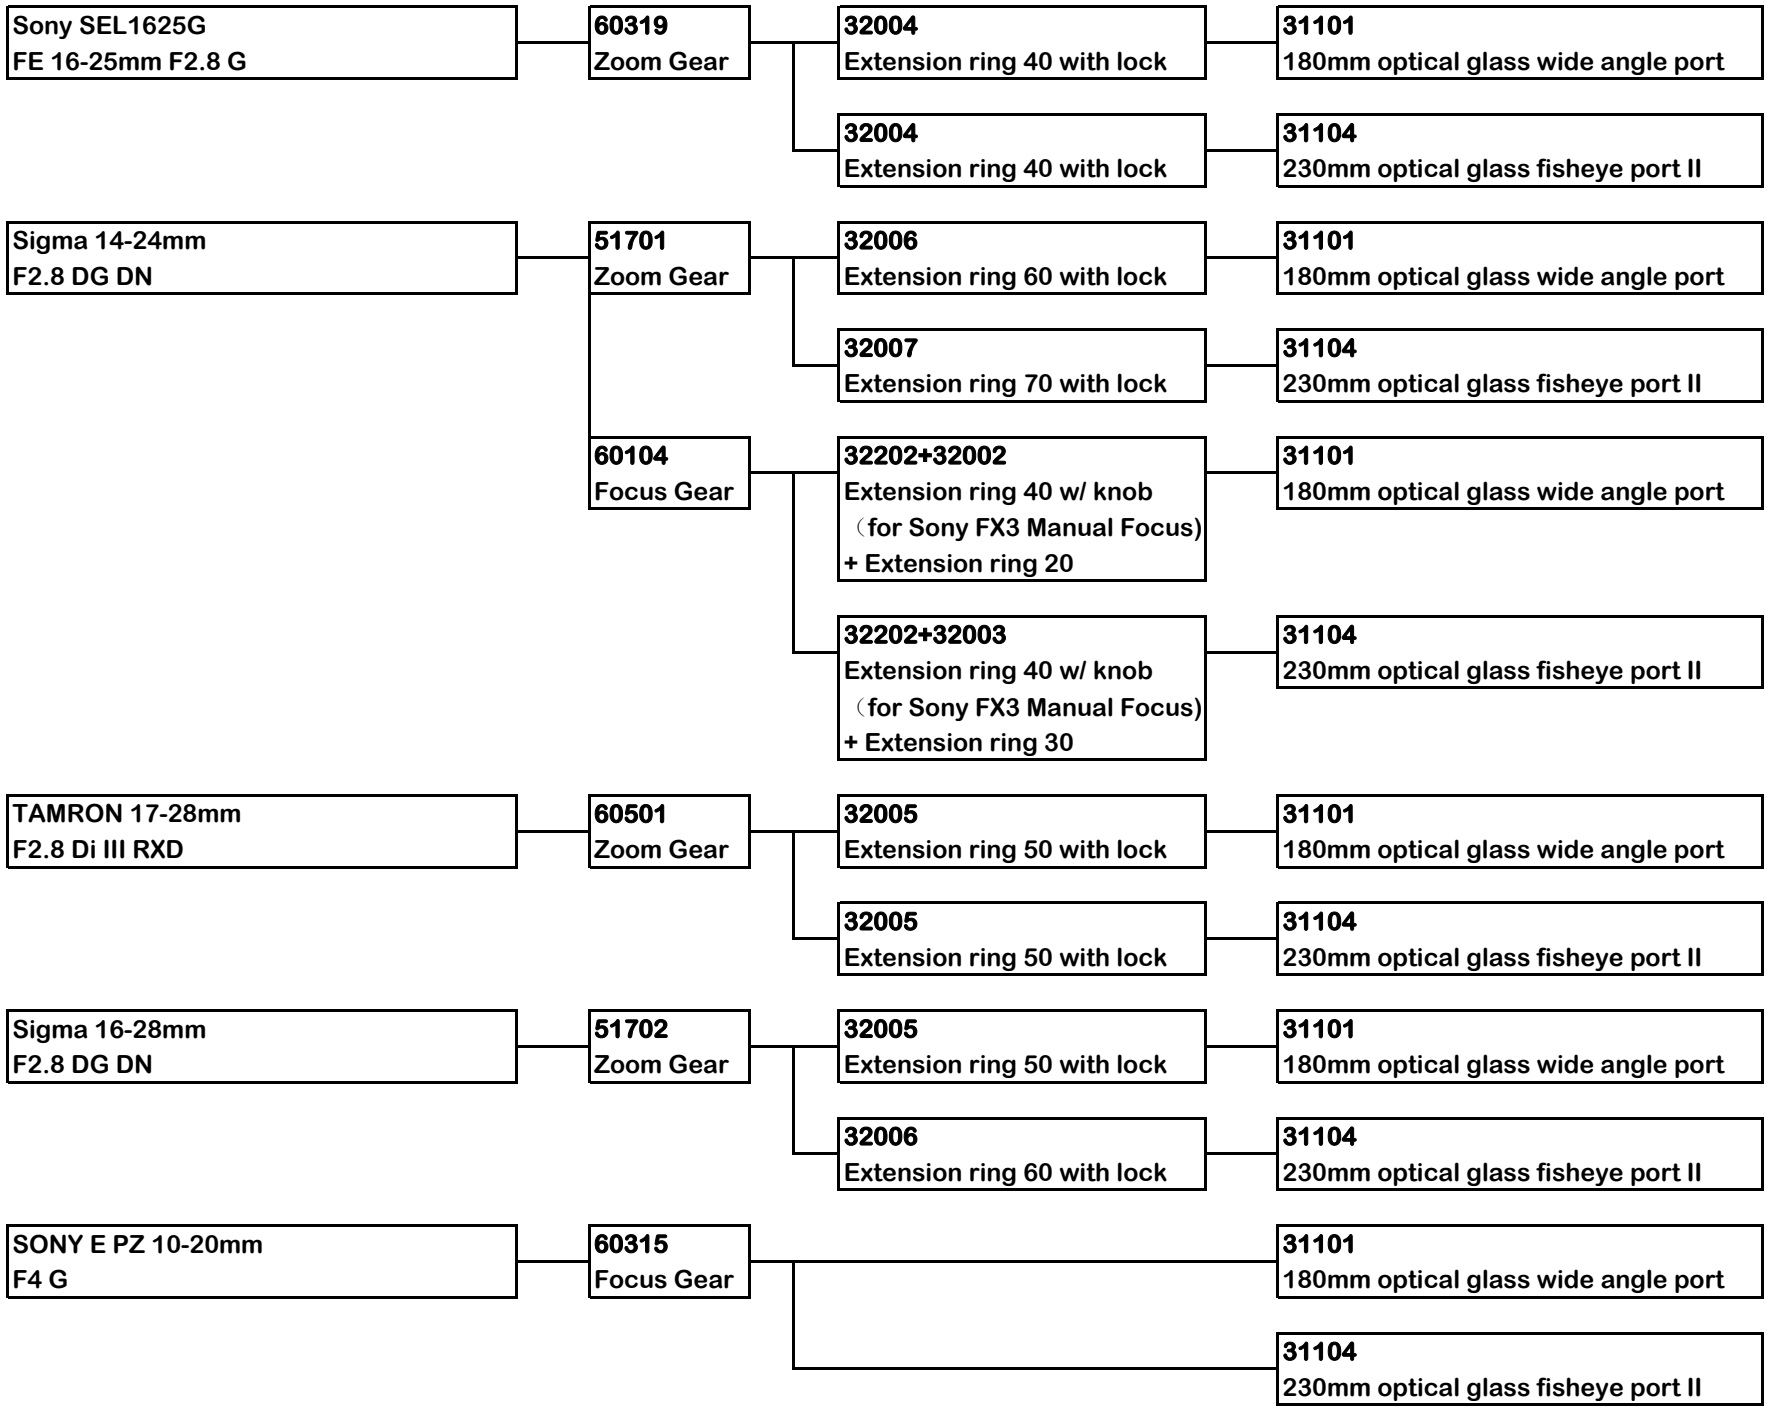 Sony SEL1625G
FE 16-25mm F2.8 G
60319
Zoom Gear
32004
Extension ring 40 with lock
31101
180mm optical glass wide angle port
32004
Extension ring 40 with lock
31104
230mm optical glass fisheye port II
Sigma 14-24mm
F2.8 DG DN
51701
Zoom Gear
32006
Extension ring 60 with lock
31101
180mm optical glass wide angle port
32007
Extension ring 70 with lock
31104
230mm optical glass fisheye port II
60104
Focus Gear
32202+32002
Extension ring 40 w/ knob
（for Sony FX3 Manual Focus)
+ Extension ring 20
31101
180mm optical glass wide angle port
32202+32003
Extension ring 40 w/ knob
（for Sony FX3 Manual Focus)
+ Extension ring 30
31104
230mm optical glass fisheye port II
TAMRON 17-28mm
F2.8 Di III RXD
60501
Zoom Gear
32005
Extension ring 50 with lock
31101
180mm optical glass wide angle port
32005
Extension ring 50 with lock
31104
230mm optical glass fisheye port II
Sigma 16-28mm
F2.8 DG DN
51702
Zoom Gear
32005
Extension ring 50 with lock
31101
180mm optical glass wide angle port
32006
Extension ring 60 with lock
31104
230mm optical glass fisheye port II
SONY E PZ 10-20mm
F4 G
60315
Focus Gear
31101
180mm optical glass wide angle port
31104
230mm optical glass fisheye port II